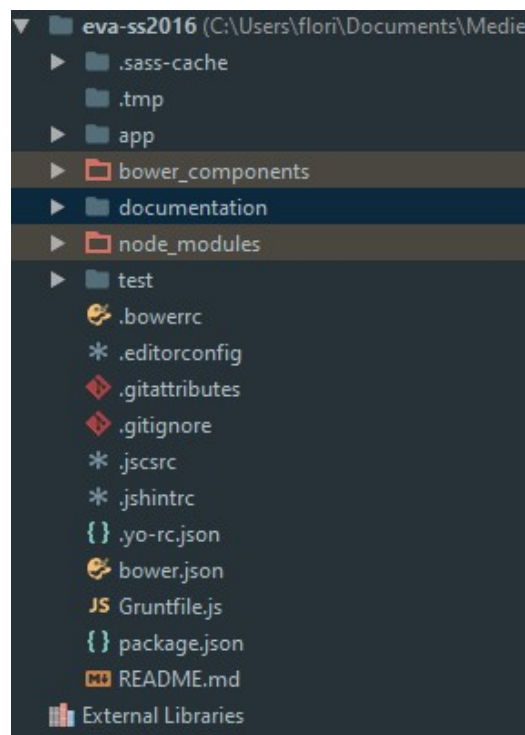 eva-ss2016 (C:\Users\flori\Documents\Medie
.sass-cache
.tmp
app
bower_components
documentation
node_modules
test
.bowerrc
.editorconfig
.gitattributes
.gitignore
.jscsrc
.jshintrc
{} .yo-rc.json
bower.json
JS Gruntfile.js
{} package.json
README.md
External Libraries